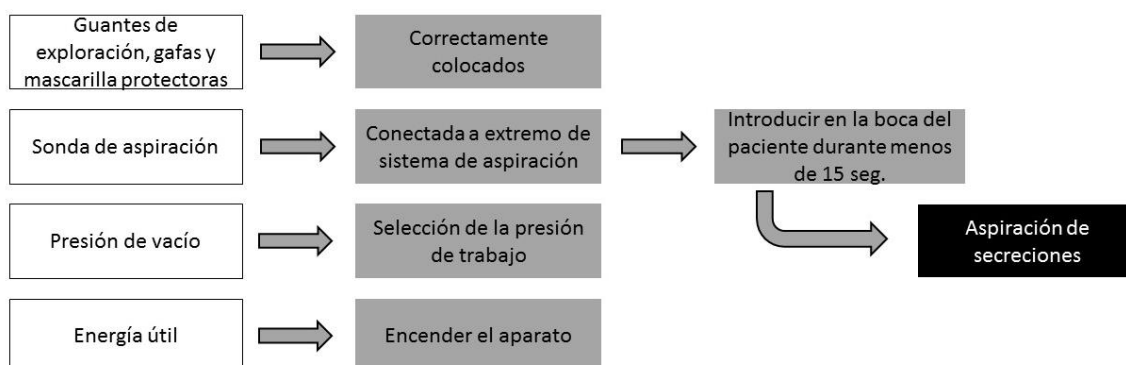 Guantes de
exploración, gafas y
mascarilla protectoras
Correctamente
colocados
Sonda de aspiración
Conectada a extremo de
sistema de aspiración
Introducir en la boca del
paciente durante menos
de 15 seg.
Presión de vacío
Selección de la presión
de trabajo
Aspiración de
secreciones
Energía útil
Encender el aparato